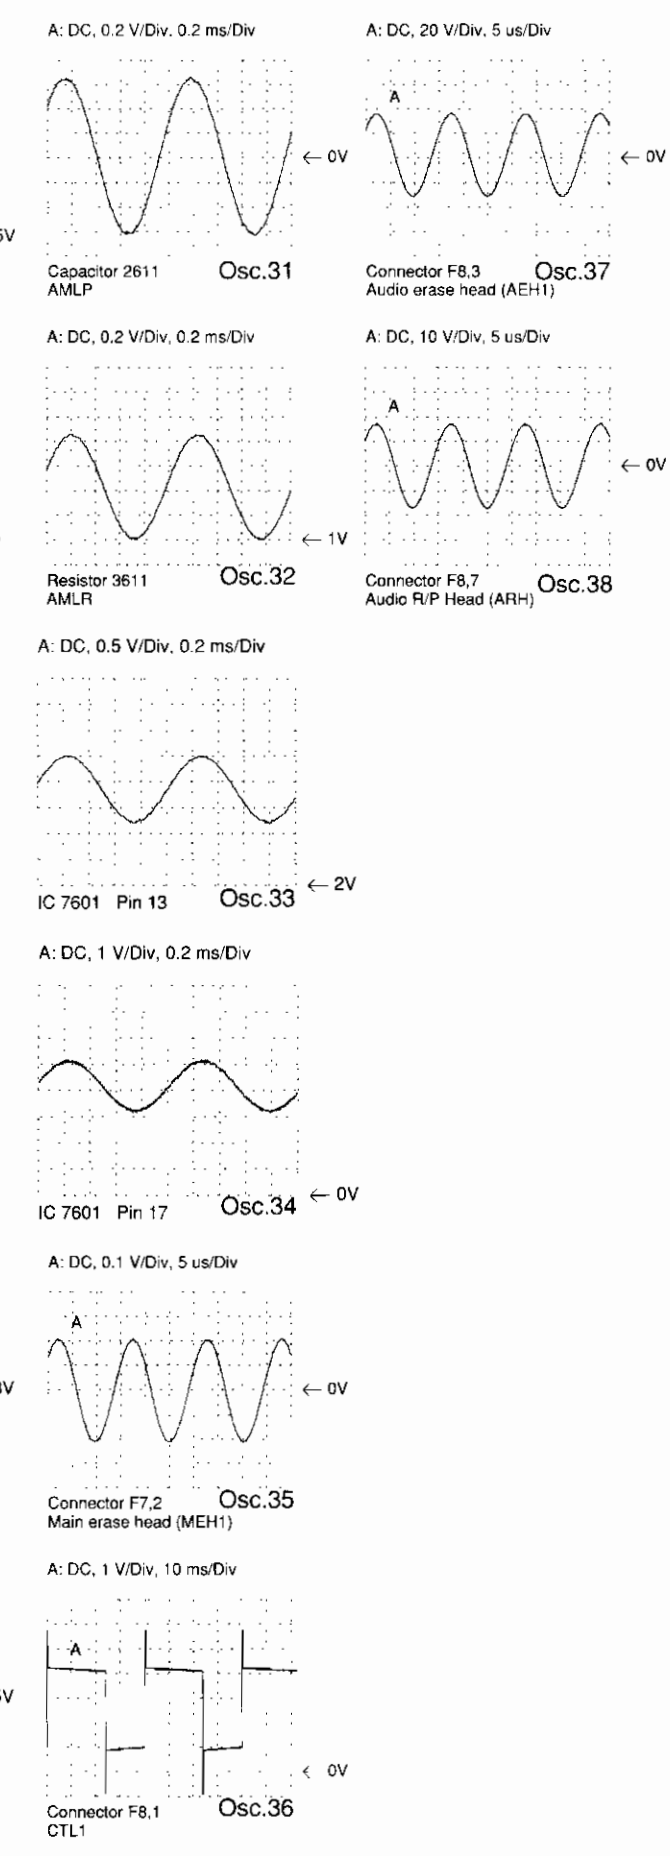 A: DC, 0.2 V/Div. 0.2 ms/Div
← 0V
Capacitor 2611 Osc.31
AMLP
A: DC, 20 V/Div. 5 us/Div
A
← 0V
Connector F8,3 Osc.37
Audio erase head (AEH1)
5V
A: DC, 0.2 V/Div, 0.2 ms/Div
← 1V
Resistor 3611 Osc.32
AMLR
A: DC, 10 V/Div, 5 us/Div
A
← 0V
Connector F8,7 Osc.38
Audio R/P Head (ARH)
A: DC, 0.5 V/Div. 0.2 ms/Div
← 2V
IC 7601 Pin 13 Osc.33
A: DC, 1 V/Div, 0.2 ms/Div
← 0V
IC 7601 Pin 17 Osc.34
A: DC, 0.1 V/Div, 5 us/Div
A
← 0V
Connector F7,2 Osc.35
Main erase head (MEH1)
A: DC, 1 V/Div, 10 ms/Div
A
0V
Connector F8,1 Osc.36
CTL1